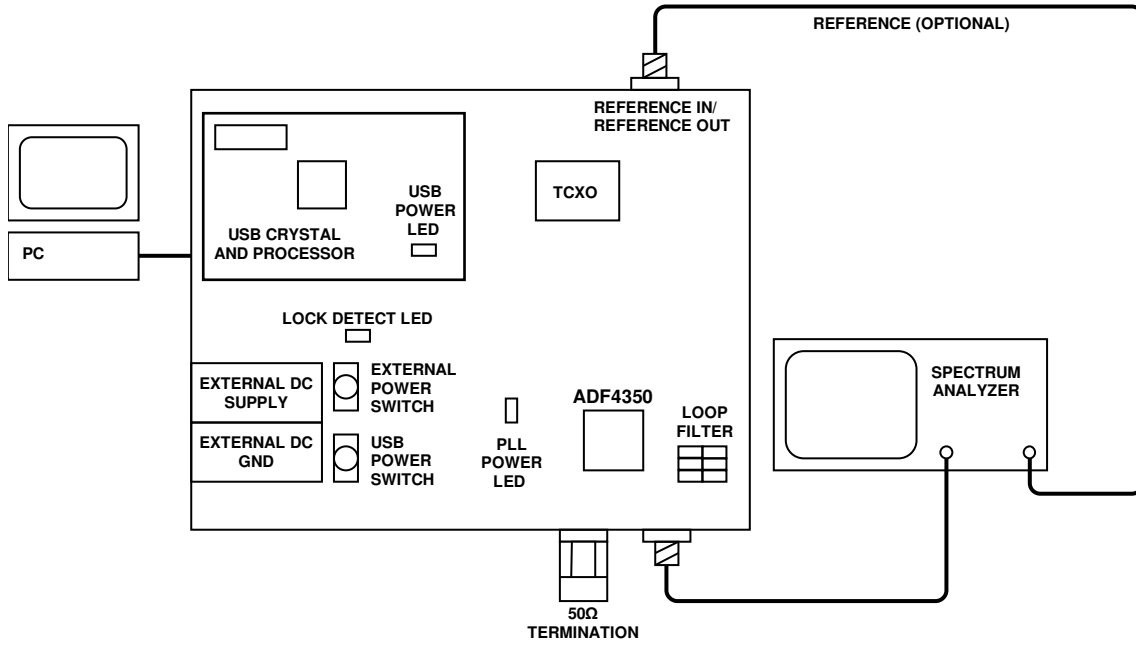 REFERENCE (OPTIONAL)
REFERENCE IN/
REFERENCE OUT
TCXO
USB
POWER
LED
USB CRYSTAL
AND PROCESSOR
PC
LOCK DETECT LED
EXTERNAL DC
SUPPLY
EXTERNAL
POWER
SWITCH
EXTERNAL DC
GND
USB
POWER
SWITCH
PLL
POWER
LED
ADF4350
LOOP
FILTER
SPECTRUM
ANALYZER
50Ω
TERMINATION